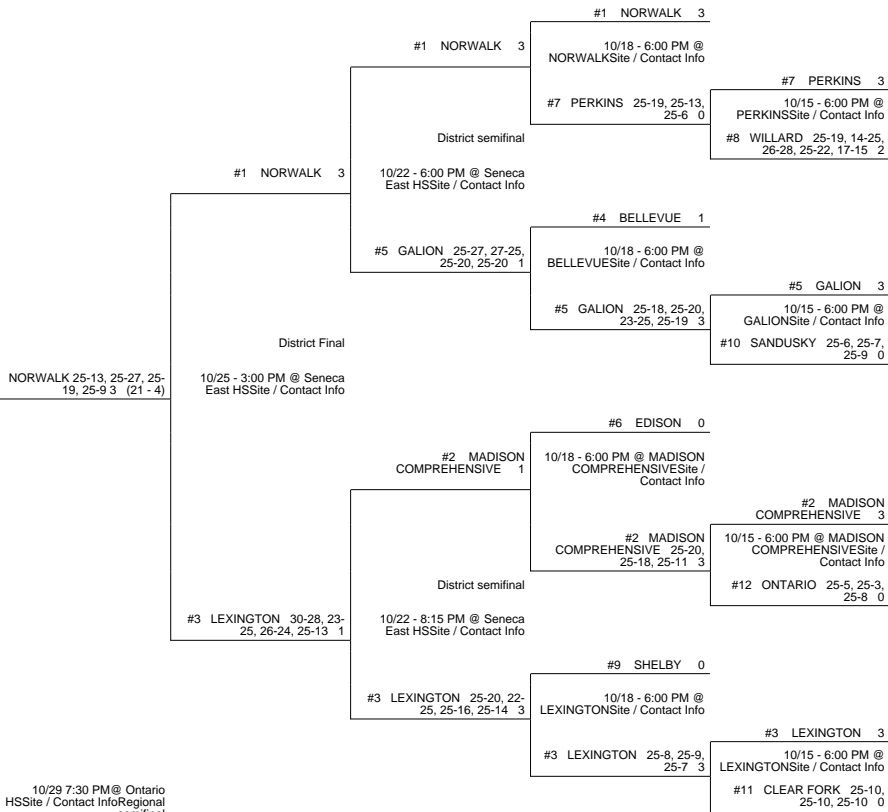 #1 NORWALK 3
10/18 - 6:00 PM @
NORWALKSite / Contact Info
#7 PERKINS 25-19, 25-13,
25-6 0
#7 PERKINS 3
10/15 - 6:00 PM @
PERKINSSite / Contact Info
#8 WILLARD 25-19, 14-25,
26-28, 25-22, 17-15 2
#1 NORWALK 3
District semifinal
10/22 - 6:00 PM @ Seneca
East HSSite / Contact Info
#5 GALION 25-27, 27-25,
25-20, 25-20 1
#4 BELLEVUE 1
10/18 - 6:00 PM @
BELLEVUESite / Contact Info
#5 GALION 25-18, 25-20,
23-25, 25-19 3
#5 GALION 3
10/15 - 6:00 PM @
GALIONSite / Contact Info
#10 SANDUSKY 25-6, 25-7,
25-9 0
#1 NORWALK 3
District Final
10/25 - 3:00 PM @ Seneca
East HSSite / Contact Info
NORWALK 25-13, 25-27, 25-
19, 25-9 3 (21 - 4)
#3 LEXINGTON 30-28, 23-
25, 26-24, 25-13 1
#2 MADISON
COMPREHENSIVE 1
District semifinal
10/22 - 8:15 PM @ Seneca
East HSSite / Contact Info
#3 LEXINGTON 25-20, 22-
25, 25-16, 25-14 3
#6 EDISON 0
10/18 - 6:00 PM @ MADISON
COMPREHENSIVESite /
Contact Info
#2 MADISON
COMPREHENSIVE 25-20,
25-18, 25-11 3
#2 MADISON
COMPREHENSIVE 3
10/15 - 6:00 PM @ MADISON
COMPREHENSIVESite /
Contact Info
#12 ONTARIO 25-5, 25-3,
25-8 0
#9 SHELBY 0
10/18 - 6:00 PM @
LEXINGTONSite / Contact Info
#3 LEXINGTON 25-8, 25-9,
25-7 3
#3 LEXINGTON 3
10/15 - 6:00 PM @
LEXINGTONSite / Contact Info
#11 CLEAR FORK 25-10,
25-10, 25-10 0
10/29 7:30 PM@ Ontario
HSSite / Contact InfoRegional